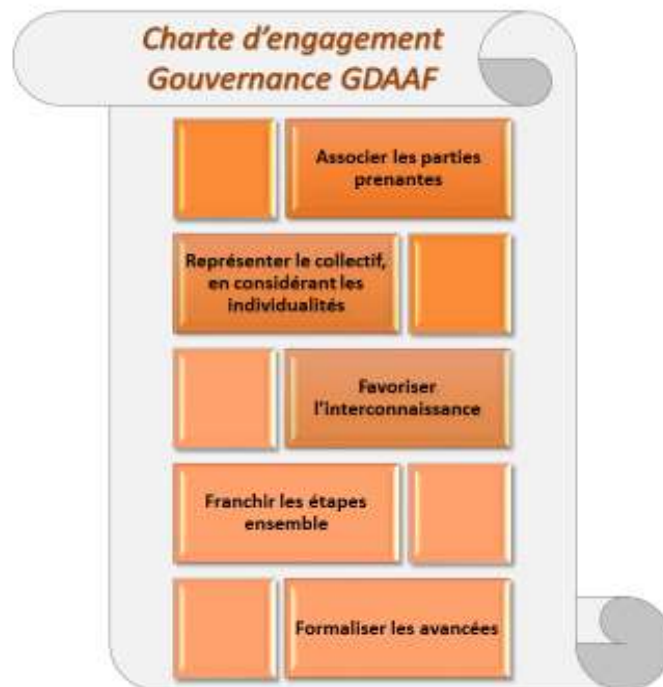 Charte d’engagement
Gouvernance GDAAF
Associer les parties
prenantes
Représenter le collectif,
en considérant les
individualités
Favoriser
l’interconnaissance
Franchir les étapes
ensemble
Formaliser les avancées